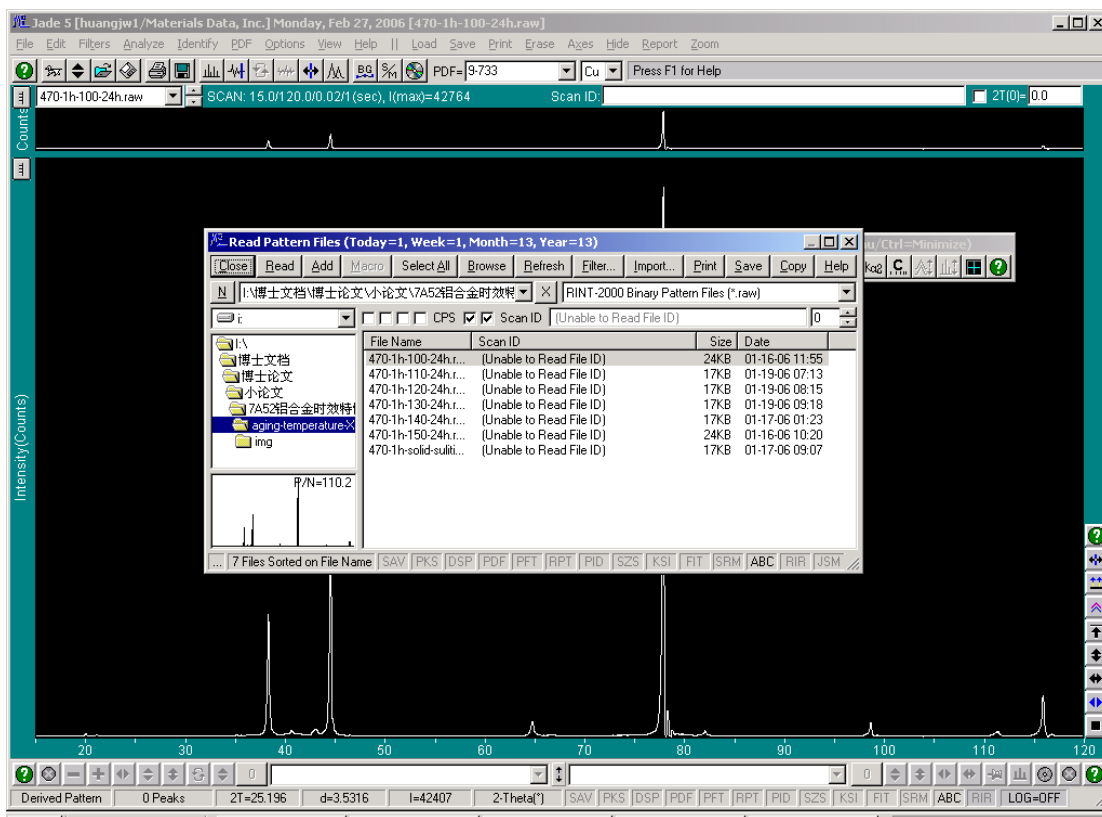 Jade 5 [huangjw1/Materials Data, Inc.] Monday, Feb 27, 2006 [470-1h-100-24h.raw]
File Edit Filters Analyze Identify PDF Options View Help || Load Save Print Erase Axes Hide Report Zoom
PDF= 9-733 Cu Press F1 for Help
470-1h-100-24h.raw SCAN: 15.0/120.0/0.02/1(sec), I(max)=42764 Scan ID: 2T(0)= 0.0
Counts
Read Pattern Files (Today=1, Week=1, Month=13, Year=13)
u/Ctrl=Minimize)
Close Read Add Macro Select All Browse Refresh Filter... Import... Print Save Copy Help
N I:\博士文档\博士论文\小论文\7A52铝合金时效特 X RINT-2000 Binary Pattern Files (*.raw)
i: CPS Scan ID (Unable to Read File ID) 0
I:\
博士文档
博士论文
小论文
7A52铝合金时效特
aging-temperature-X
img
File Name Scan ID Size Date
470-1h-100-24h.r... (Unable to Read File ID) 24KB 01-16-06 11:55
470-1h-110-24h.r... (Unable to Read File ID) 17KB 01-19-06 07:13
470-1h-120-24h.r... (Unable to Read File ID) 17KB 01-19-06 08:15
470-1h-130-24h.r... (Unable to Read File ID) 17KB 01-19-06 09:18
470-1h-140-24h.r... (Unable to Read File ID) 17KB 01-17-06 01:23
470-1h-150-24h.r... (Unable to Read File ID) 24KB 01-16-06 10:20
470-1h-solid-suliti... (Unable to Read File ID) 17KB 01-17-06 09:07
P/N=110.2
... 7 Files Sorted on File Name SAV PKS DSP PDF PFT RPT PID SZS KSI FIT SRM ABC RIR JSM
Intensity(Counts)
20 30 40 50 60 70 80 90 100 110 120
0 0
Derived Pattern 0 Peaks 2T=25.196 d=3.5316 I=42407 2-Theta(°) SAV PKS DSP PDF PFT RPT PID SZS KSI FIT SRM ABC RIR LOG=OFF